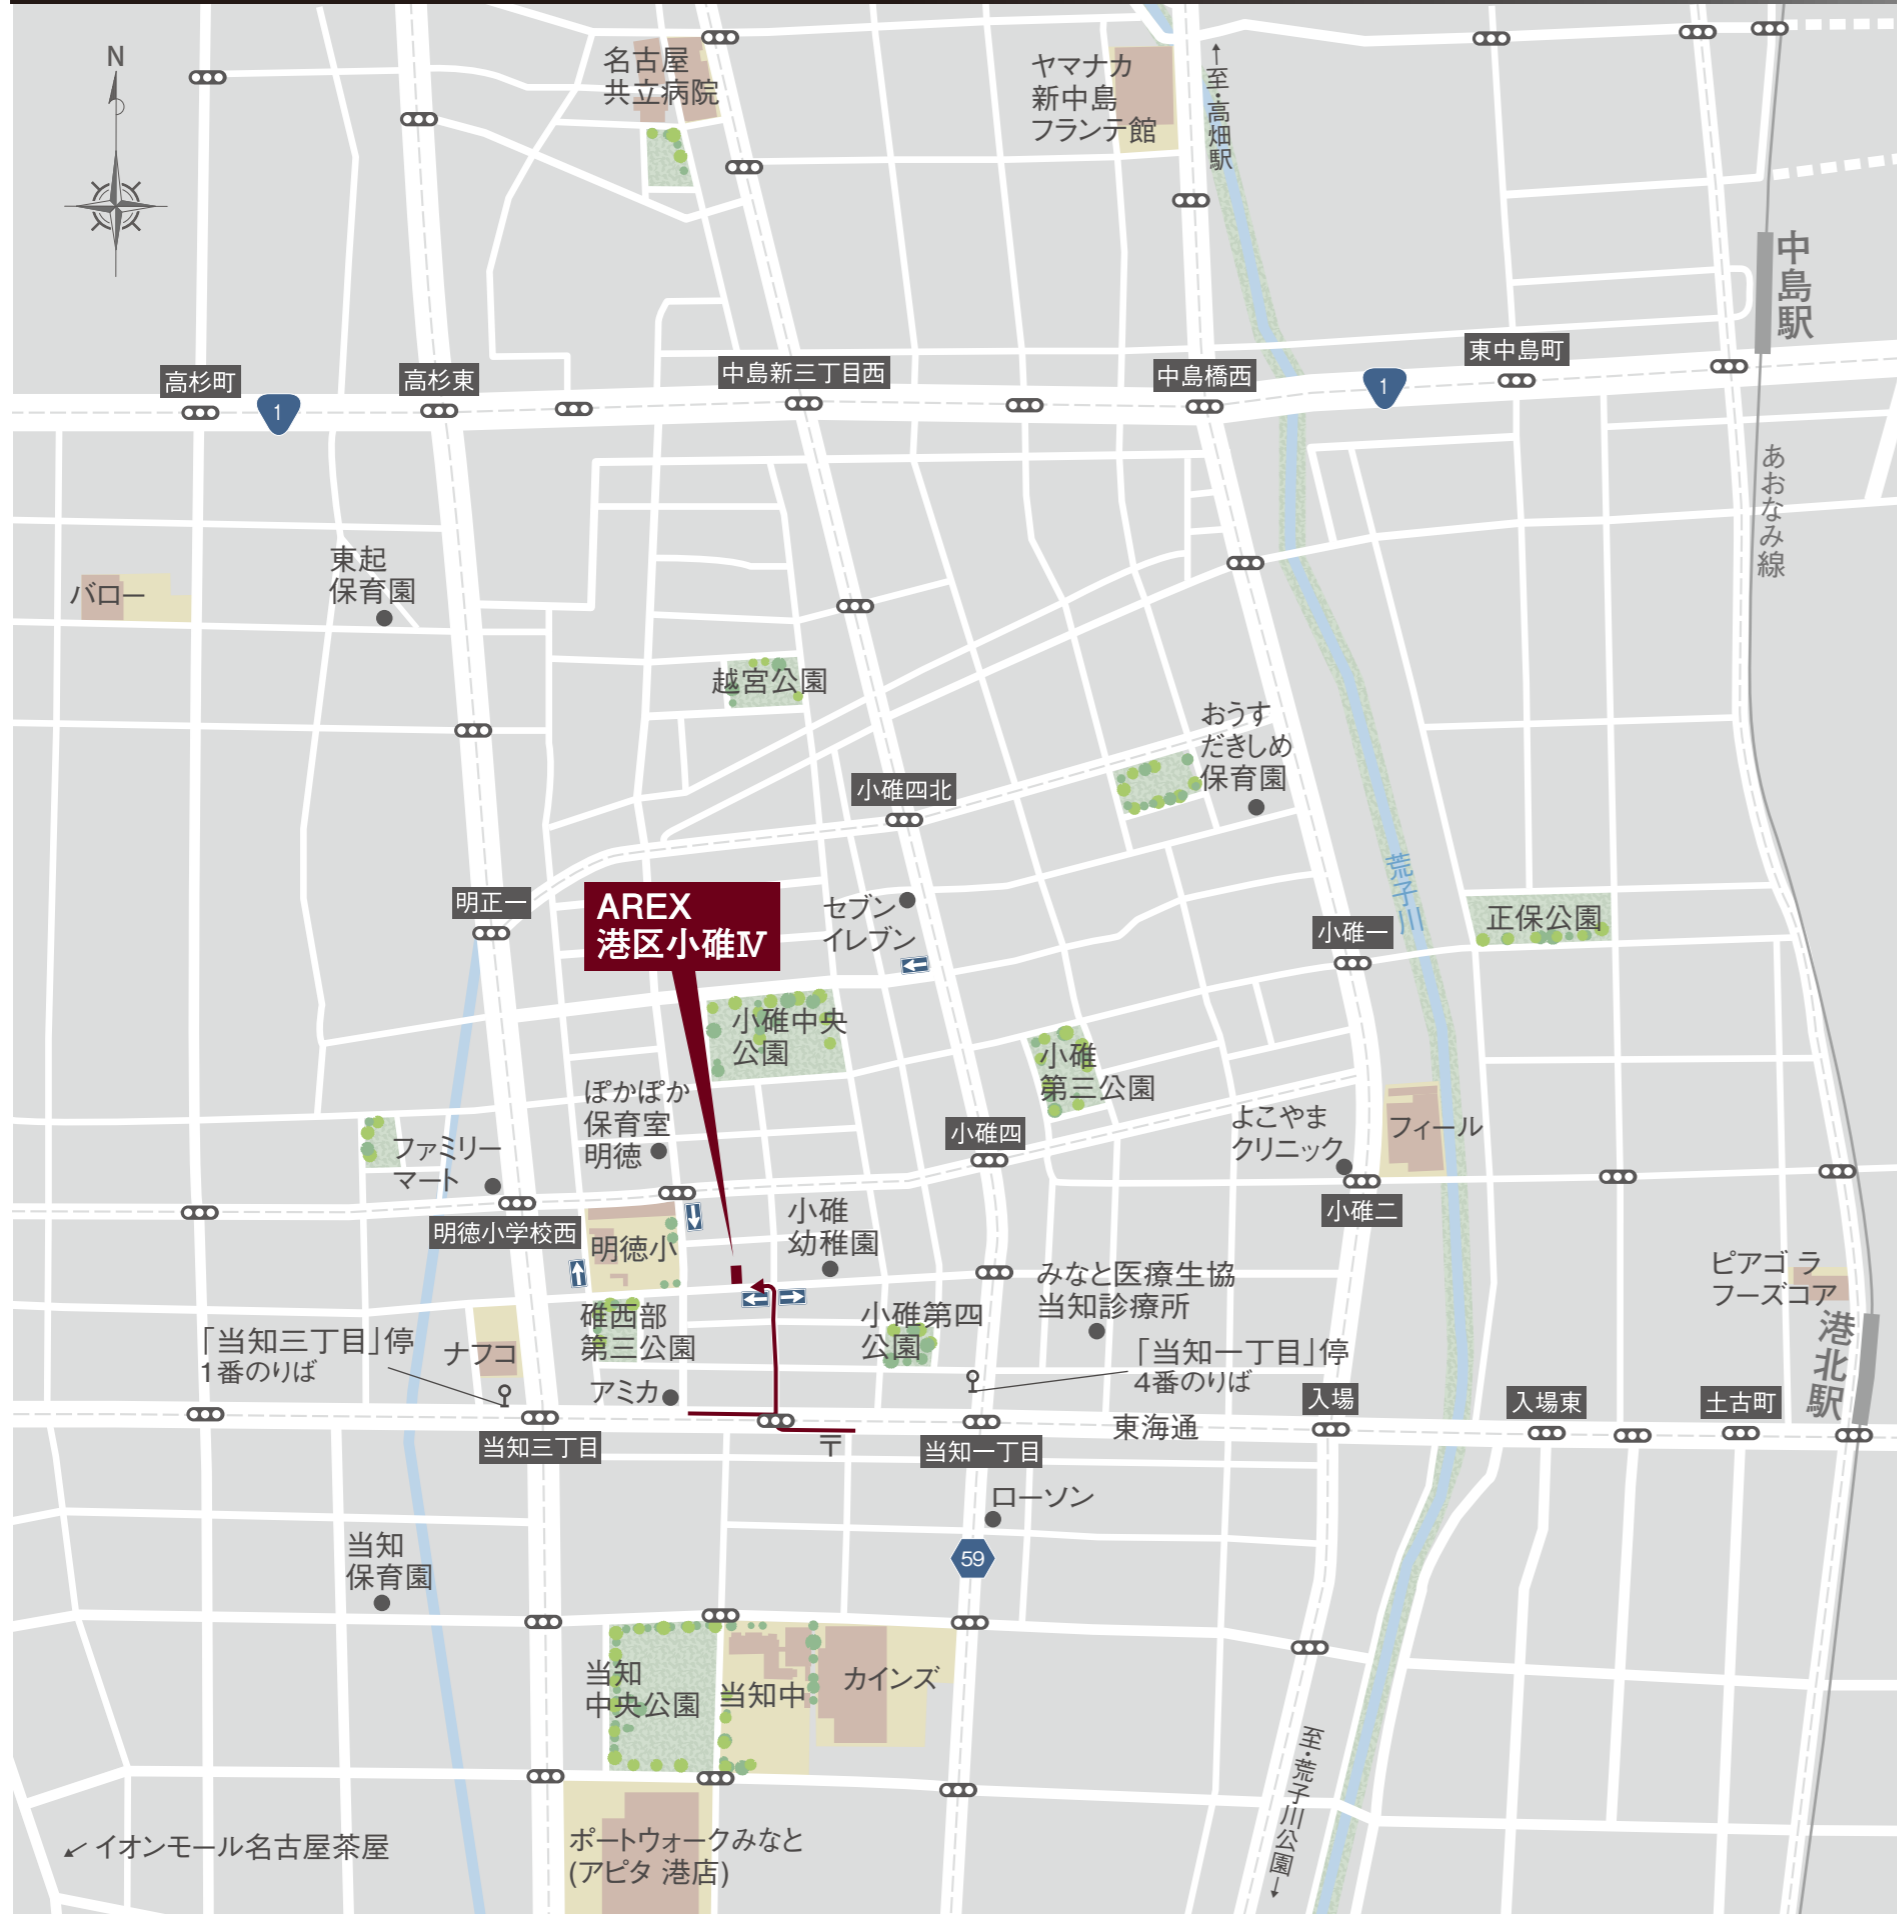 N
名古屋
共立病院
ヤマナカ
新中島
フランテ館
↑至・高畑駅
中島駅
高杉町
1
高杉東
中島新三丁目西
中島橋西
1
東中島町
あおなみ線
バロー
東起
保育園
越宮公園
おうす
だきしめ
保育園
小碓四北
荒子川
明正一
AREX
港区小碓Ⅳ
セブン
イレブン
小碓一
正保公園
小碓中央
公園
小碓
第三公園
ぽかぽか
保育室
明徳
ファミリー
マート
小碓四
よこやま
クリニック
フィール
明徳小学校西
明徳小
小碓
幼稚園
小碓二
みなと医療生協
当知診療所
ピアゴ ラ
フーズコア
碓西部
第三公園
小碓第四
公園
「当知三丁目」停
1番のりば
ナフコ
アミカ
「当知一丁目」停
4番のりば
港北駅
入場
入場東
土古町
東海通
当知三丁目
〒
当知一丁目
ローソン
当知
保育園
59
当知
中央公園
当知中
カインズ
至・荒子川公園→
↙ イオンモール名古屋茶屋
ポートウォークみなと
(アピタ 港店)